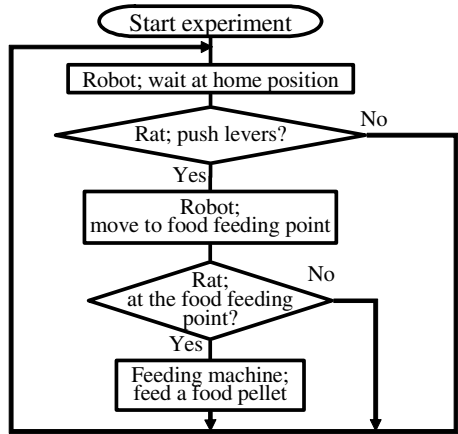 Start experiment
Robot; wait at home position
Rat; push levers?
No
Yes
Robot;
move to food feeding point
Rat;
at the food feeding
point?
No
Yes
Feeding machine;
feed a food pellet